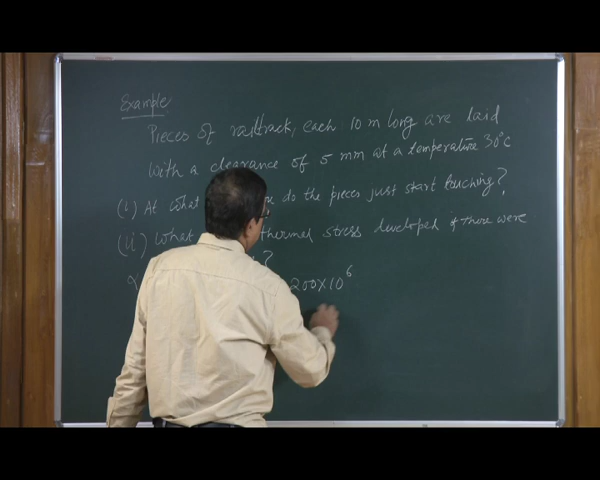 Example
Pieces of railtrack, each 10 m long are laid
with a clearance of 5 mm at a temperature 30°C
(i) At what do the pieces just start touching?
(ii) What thermal stress developed if there were
?
200×10⁶